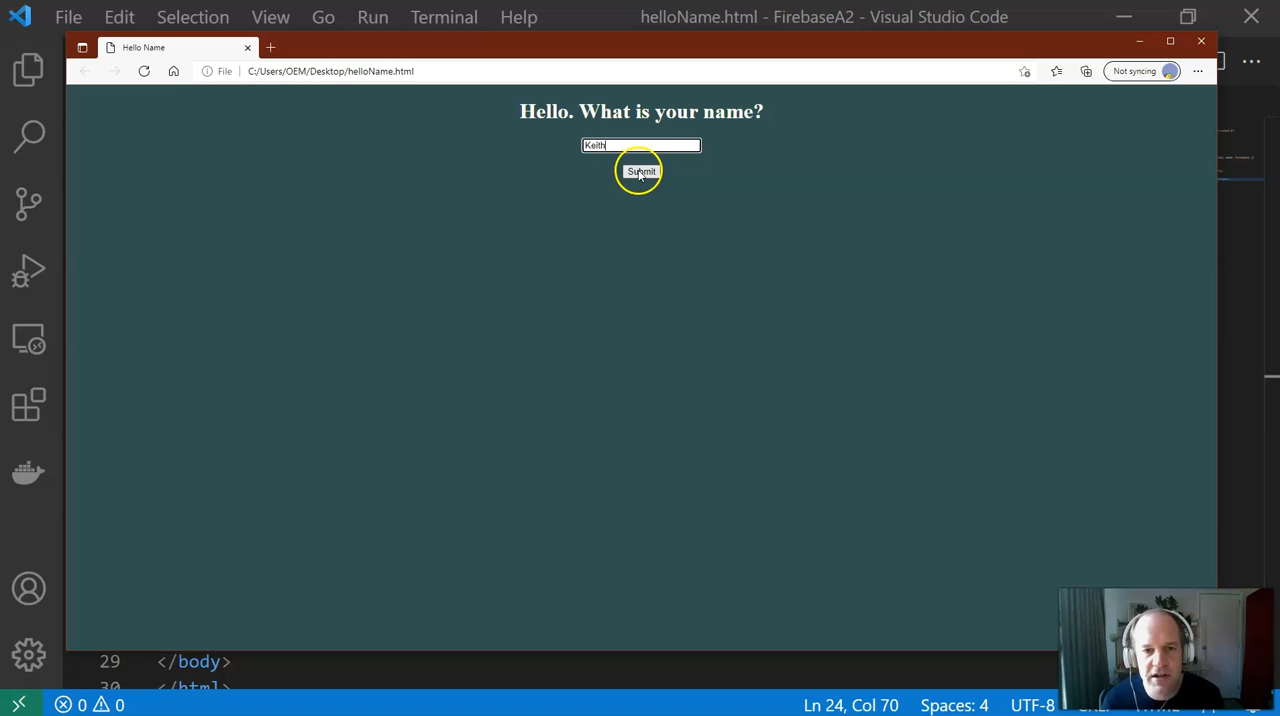 File Edit Selection View Go Run Terminal Help helloName.html - FirebaseA2 - Visual Studio Code
Hello Name
File C:/Users/OEM/Desktop/helloName.html Not syncing
Hello. What is your name?
Keith
Submit
29 </body>
30 </html>
0 0 Ln 24, Col 70 Spaces: 4 UTF-8